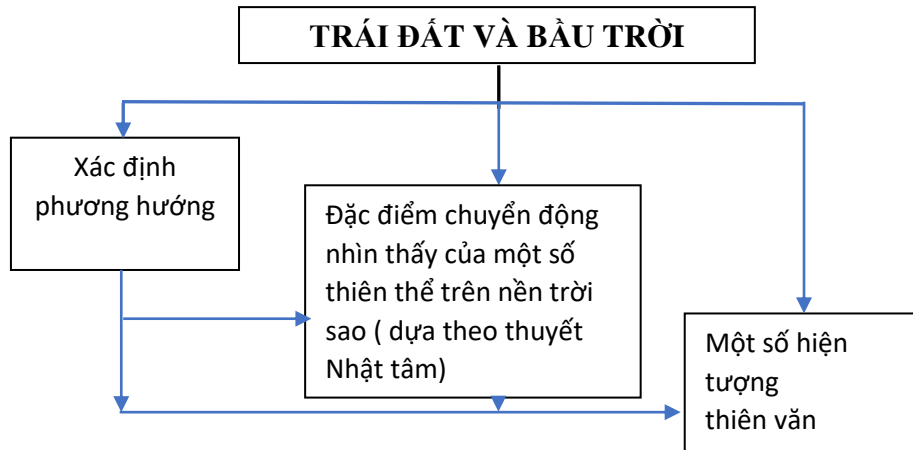 TRÁI ĐẤT VÀ BẦU TRỜI
Xác định
phương hướng
Đặc điểm chuyển động
nhìn thấy của một số
thiên thể trên nền trời
sao ( dựa theo thuyết
Nhật tâm)
Một số hiện
tượng
thiên văn